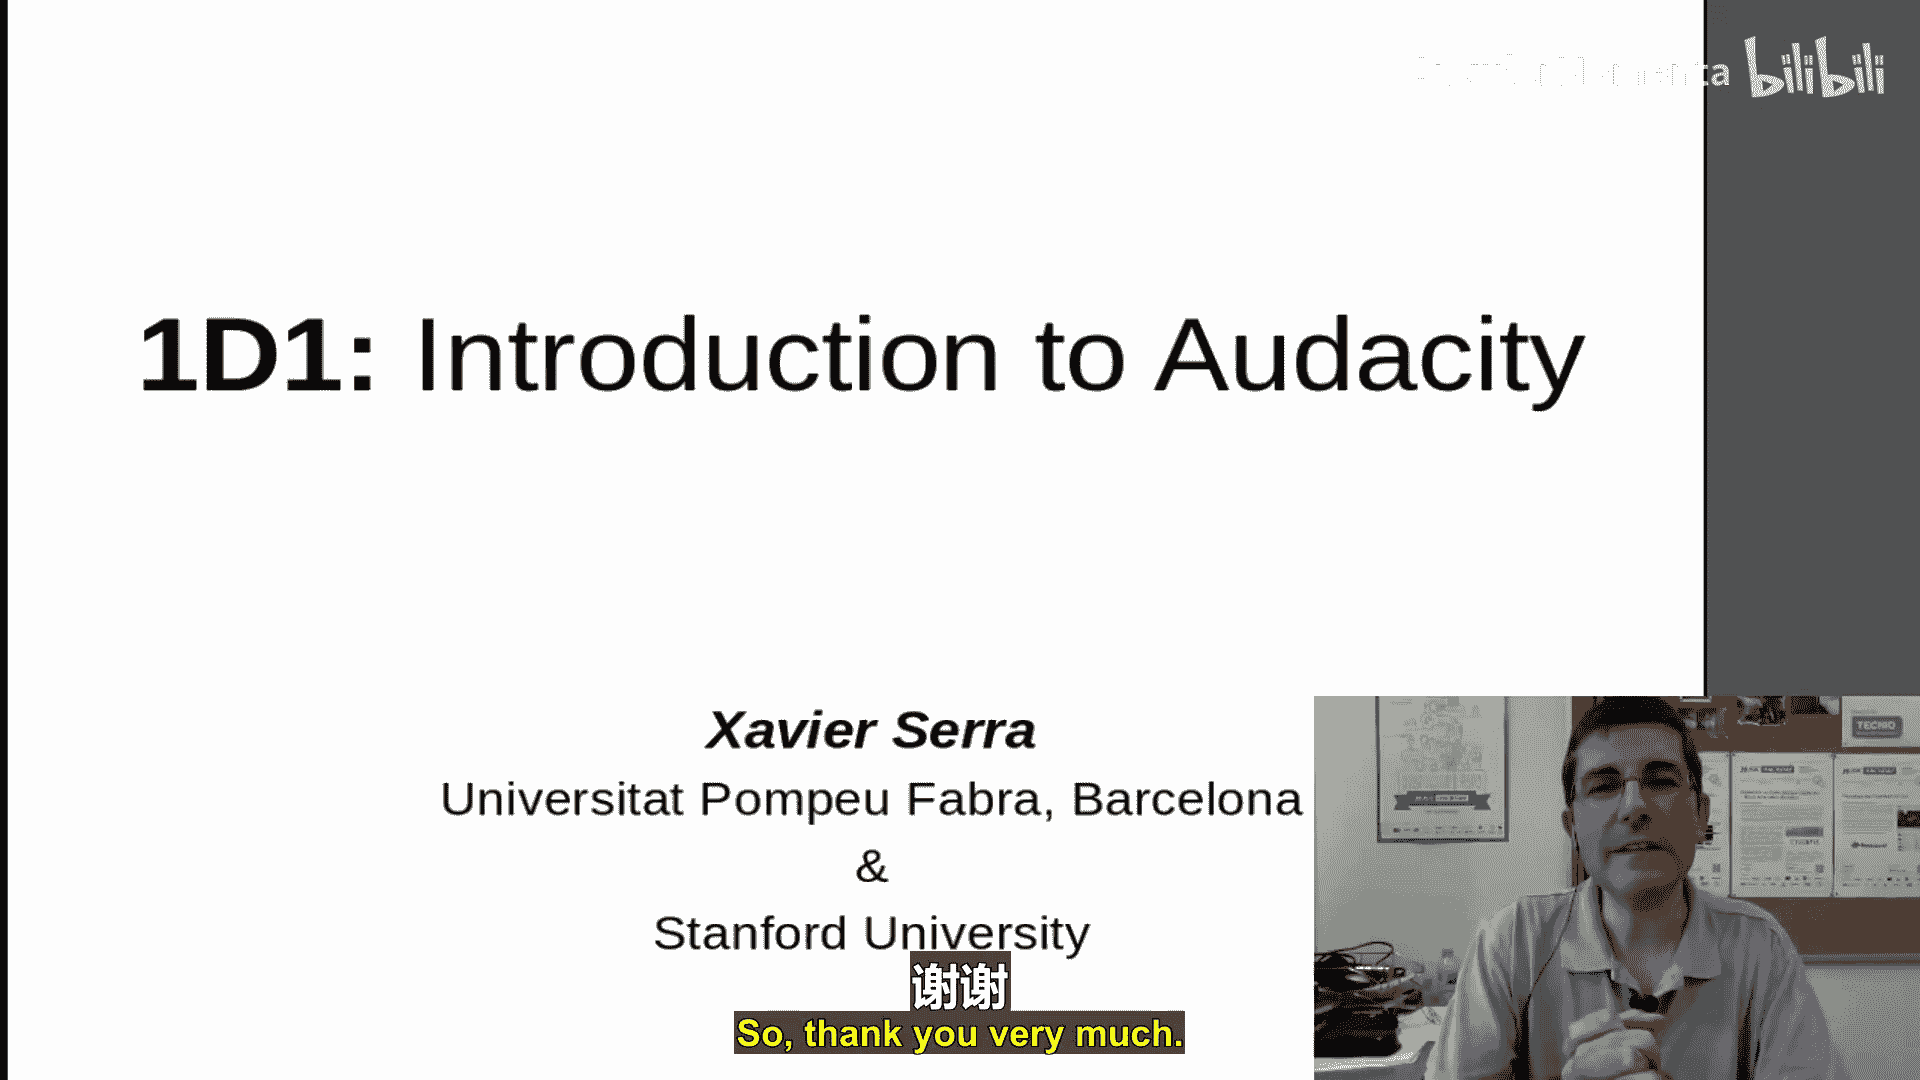 bilibili
1D1: Introduction to Audacity
Xavier Serra
Universitat Pompeu Fabra, Barcelona
&
Stanford University
谢谢
So, thank you very much.
TECNIO